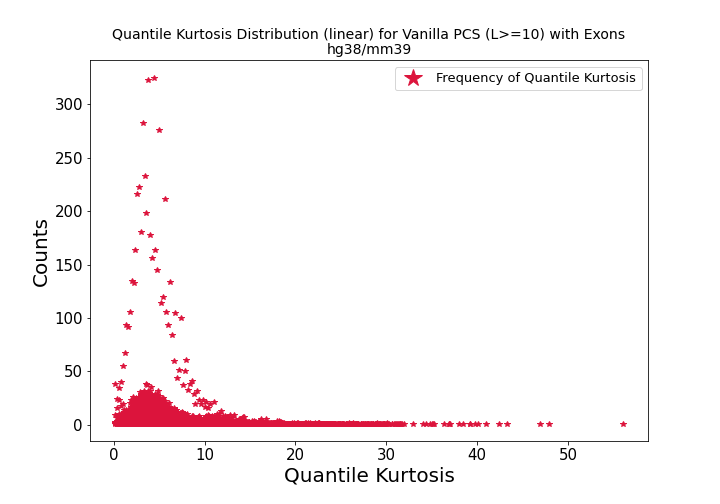 Quantile Kurtosis Distribution (linear) for Vanilla PCS (L>=10) with Exons
hg38/mm39
Frequency of Quantile Kurtosis
Counts
300
250
200
150
100
50
0
0 10 20 30 40 50
Quantile Kurtosis